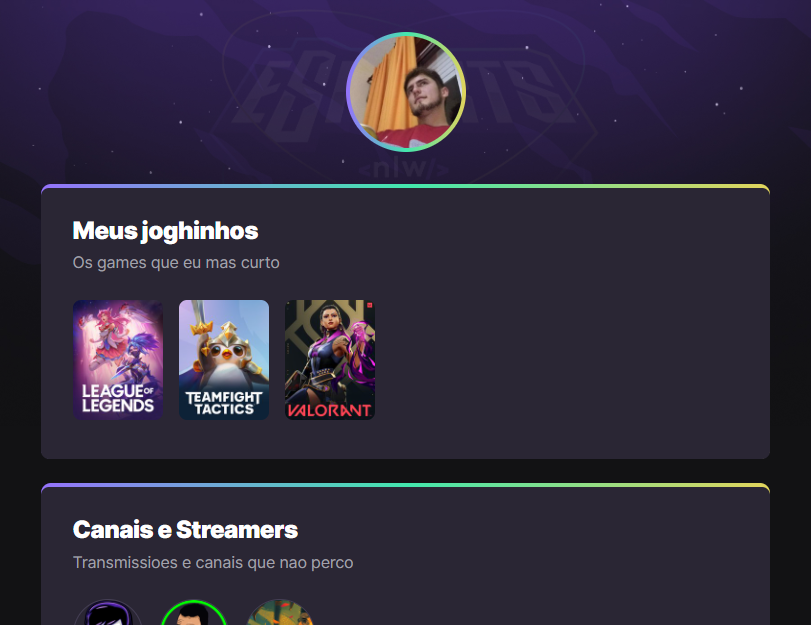 ESPORTS
<nlw/>
Meus joghinhos
Os games que eu mas curto
LEAGUE OF
LEGENDS
TEAMFIGHT
TACTICS
VALORANT
Canais e Streamers
Transmissioes e canais que nao perco